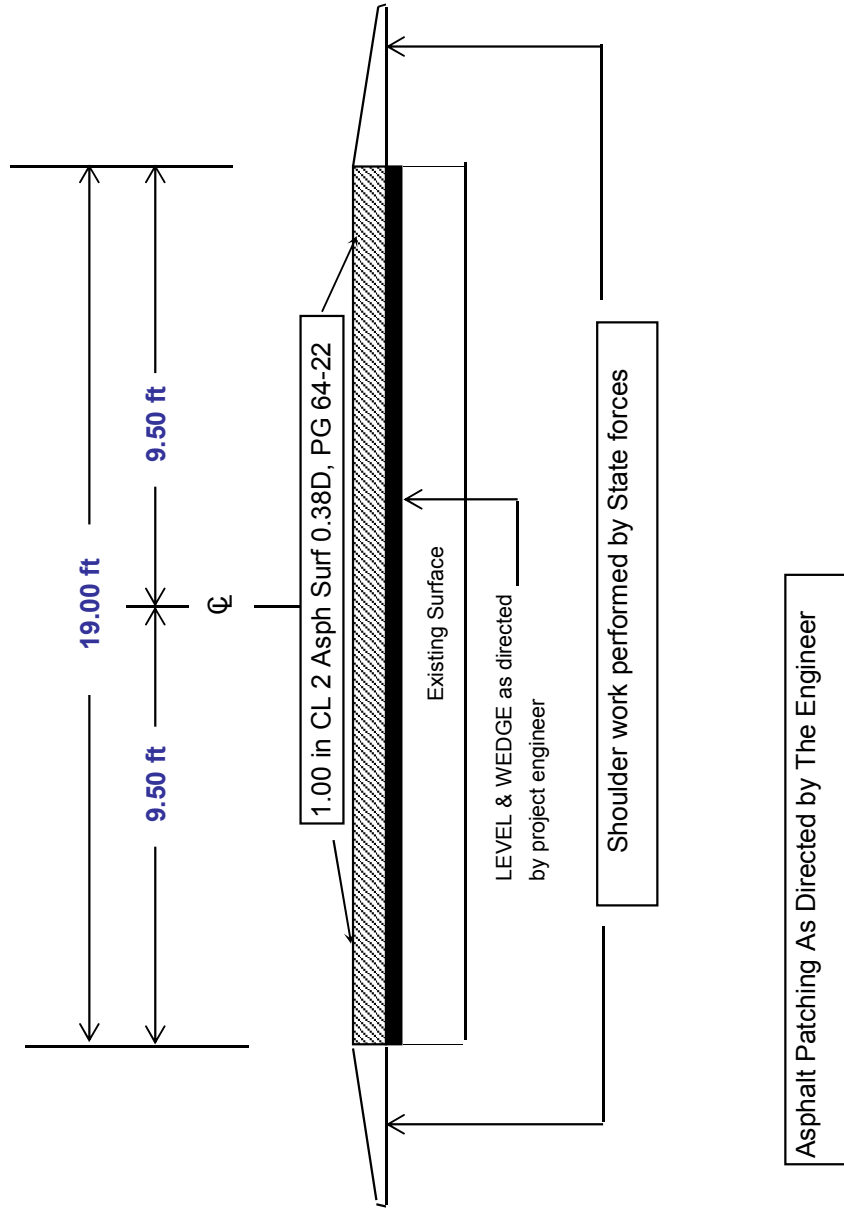 19.00 ft
9.50 ft
9.50 ft
℄
1.00 in CL 2 Asph Surf 0.38D, PG 64-22
Existing Surface
LEVEL & WEDGE as directed
by project engineer
Shoulder work performed by State forces
Asphalt Patching As Directed by The Engineer